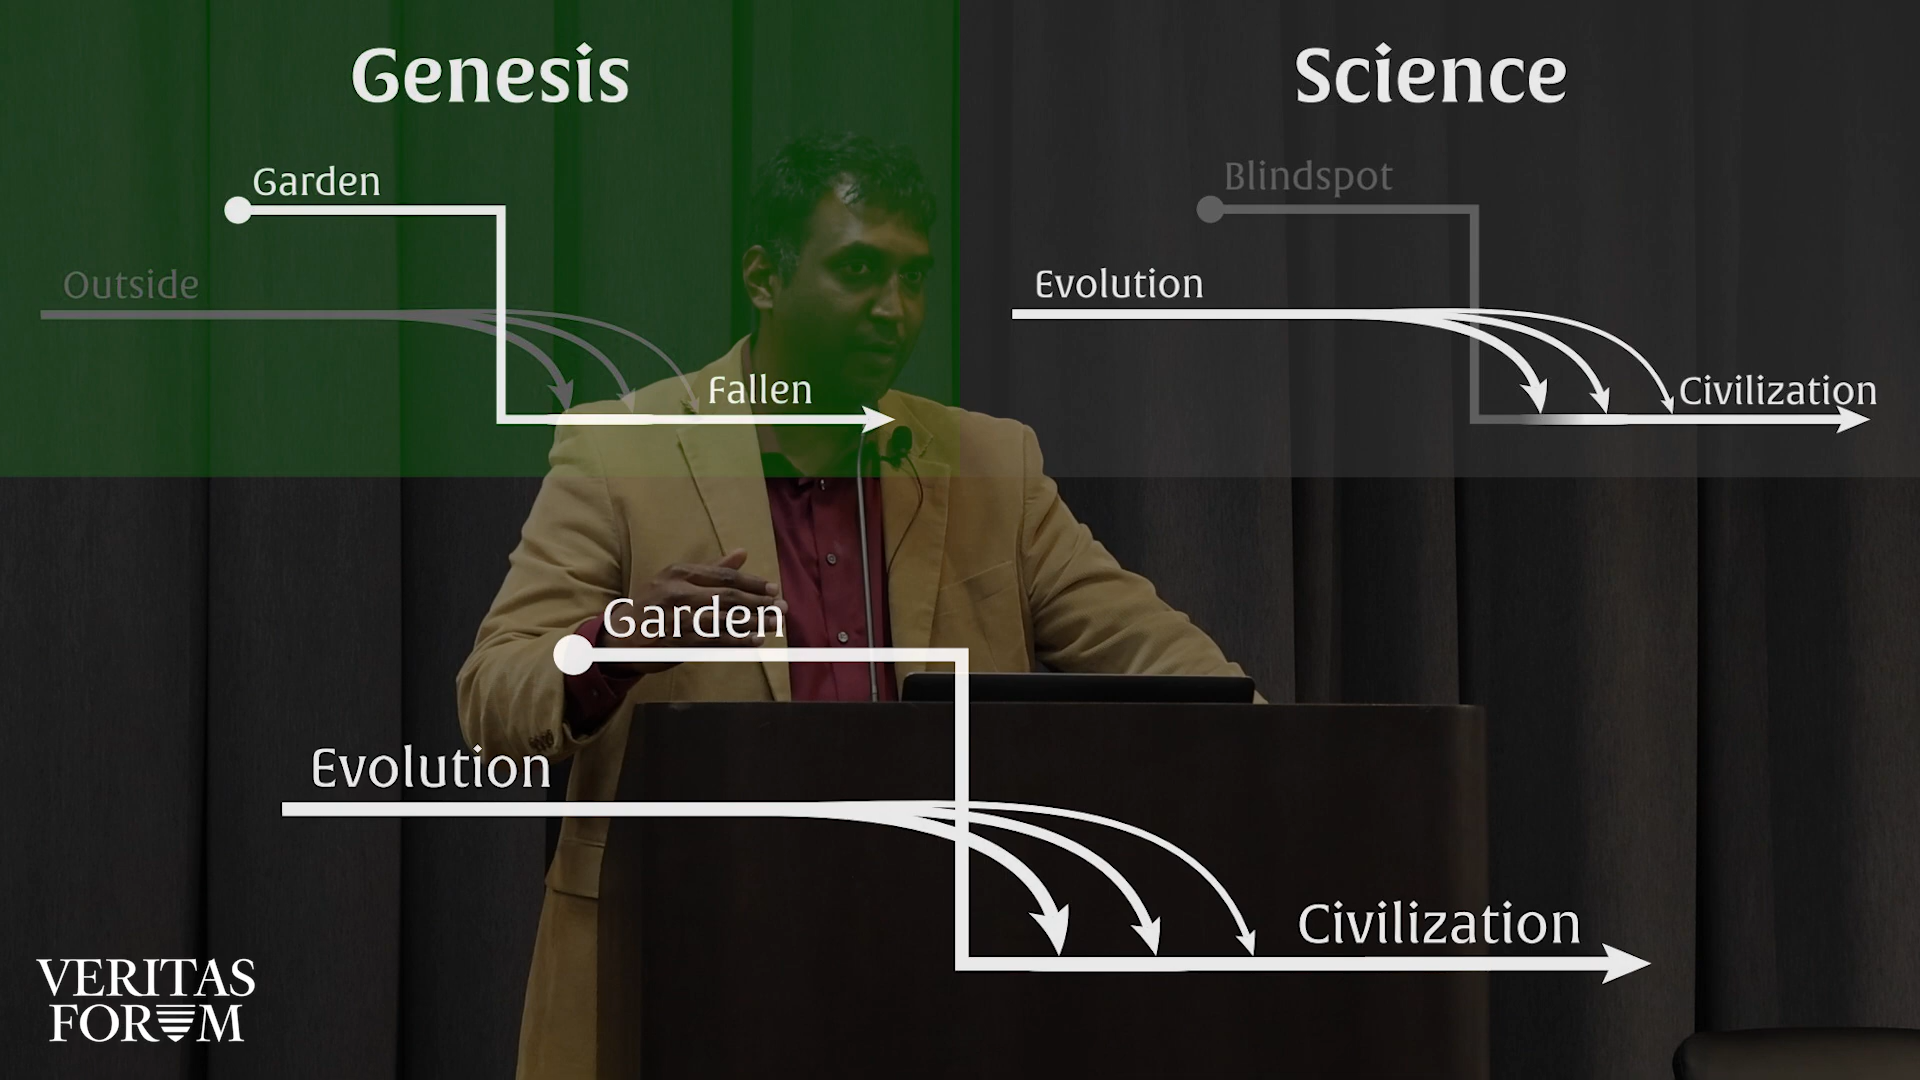 Genesis
Garden
Outside
Fallen
Science
Blindspot
Evolution
Civilization
Garden
Evolution
Civilization
VERITAS
FORUM